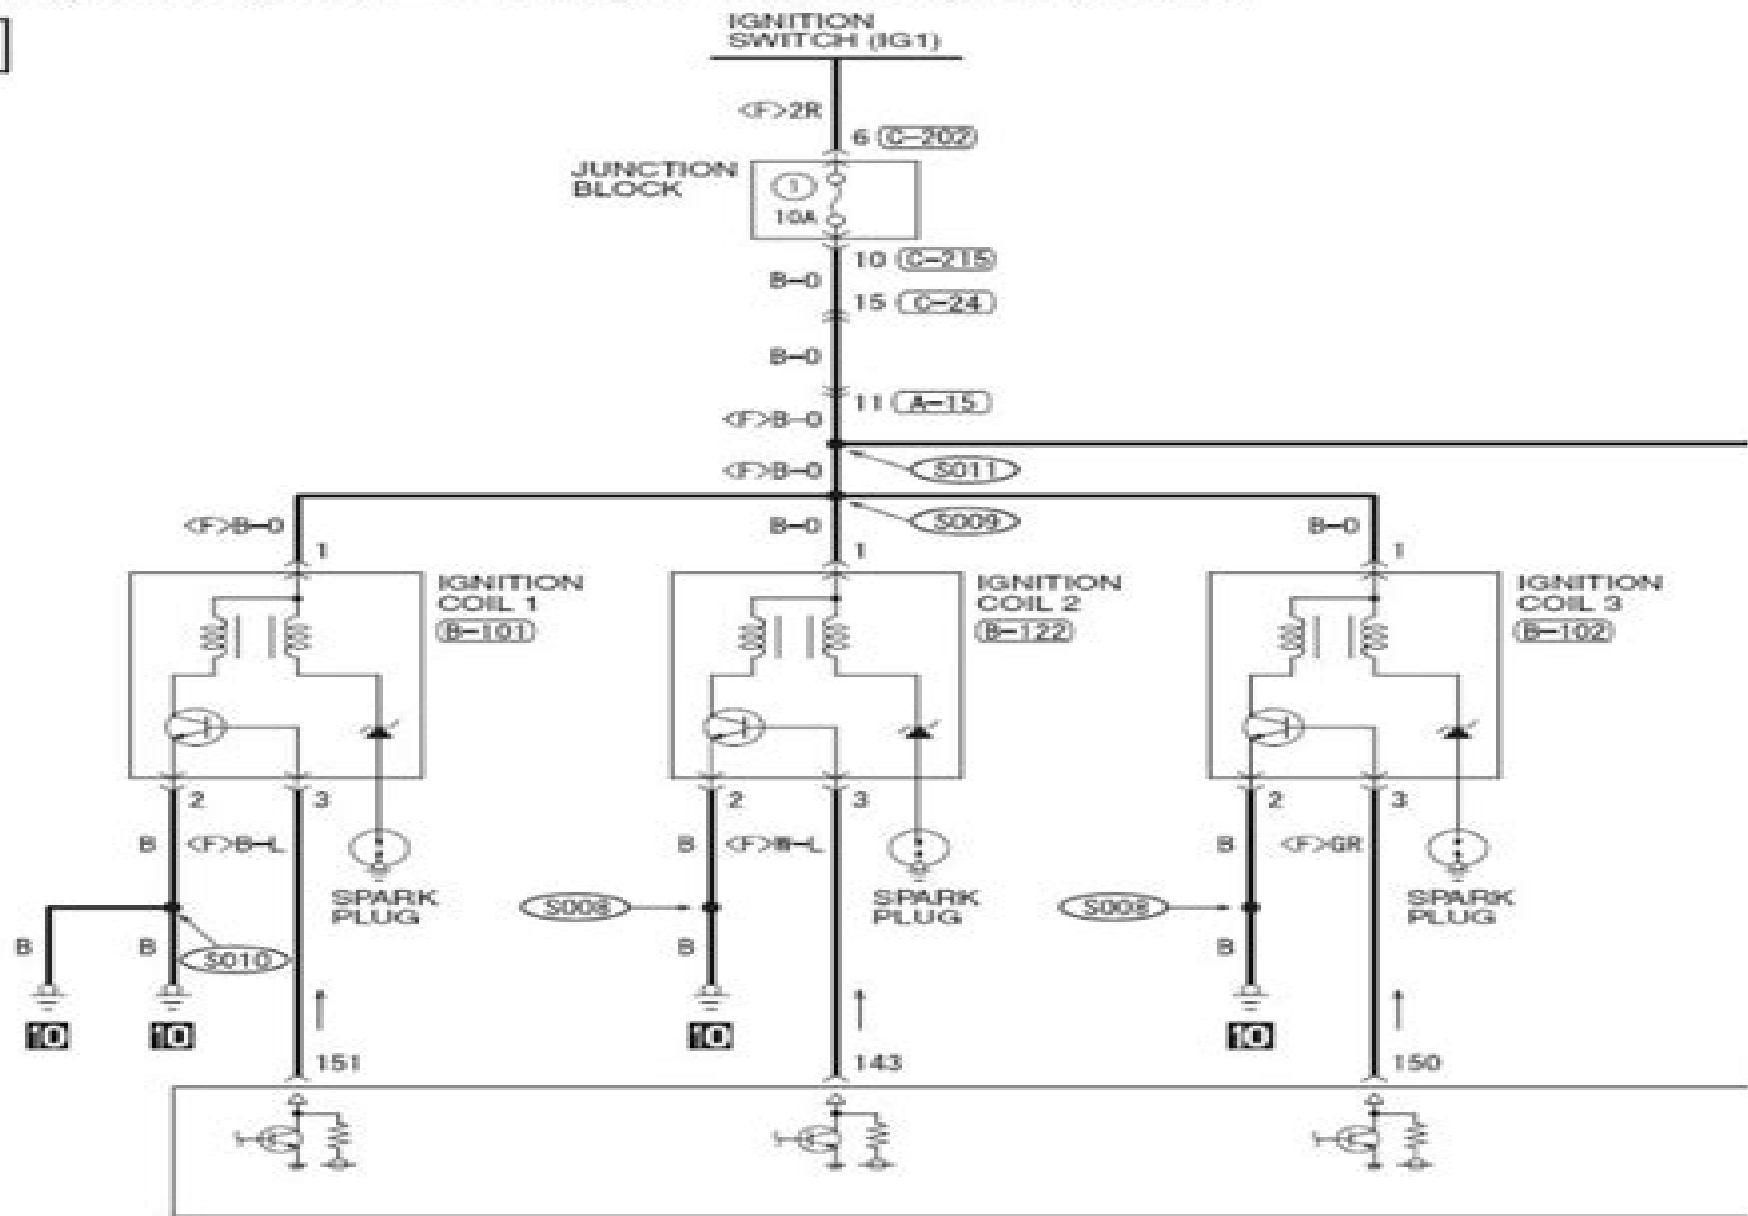 IGNITION
SWITCH (IG1)
<F>2R
6 C-202
JUNCTION
BLOCK
1
10A
10 C-215
B-O
15 C-24
B-O
11 A-15
<F>B-O
<F>B-O
S011
S009
<F>B-O
B-O
B-O
1
1
1
IGNITION
COIL 1
B-101
IGNITION
COIL 2
B-122
IGNITION
COIL 3
B-102
2
3
2
3
2
3
B
<F>B-L
B
<F>W-L
B
<F>GR
SPARK
PLUG
SPARK
PLUG
SPARK
PLUG
S008
S008
B
B
S010
B
B
10
10
10
10
151
143
150